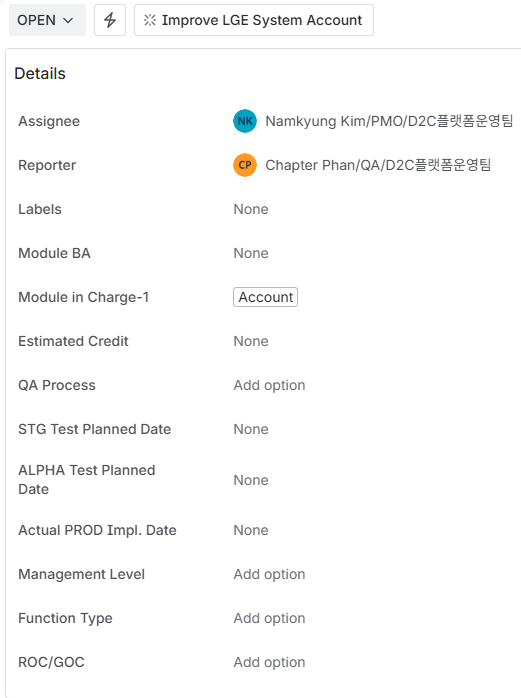 OPEN
Improve LGE System Account
Details
Assignee
NK Namkyung Kim/PMO/D2C플랫폼운영팀
Reporter
CP Chapter Phan/QA/D2C플랫폼운영팀
Labels
None
Module BA
None
Module in Charge-1
Account
Estimated Credit
None
QA Process
Add option
STG Test Planned Date
None
ALPHA Test Planned
Date
None
Actual PROD Impl. Date
None
Management Level
Add option
Function Type
Add option
ROC/GOC
Add option